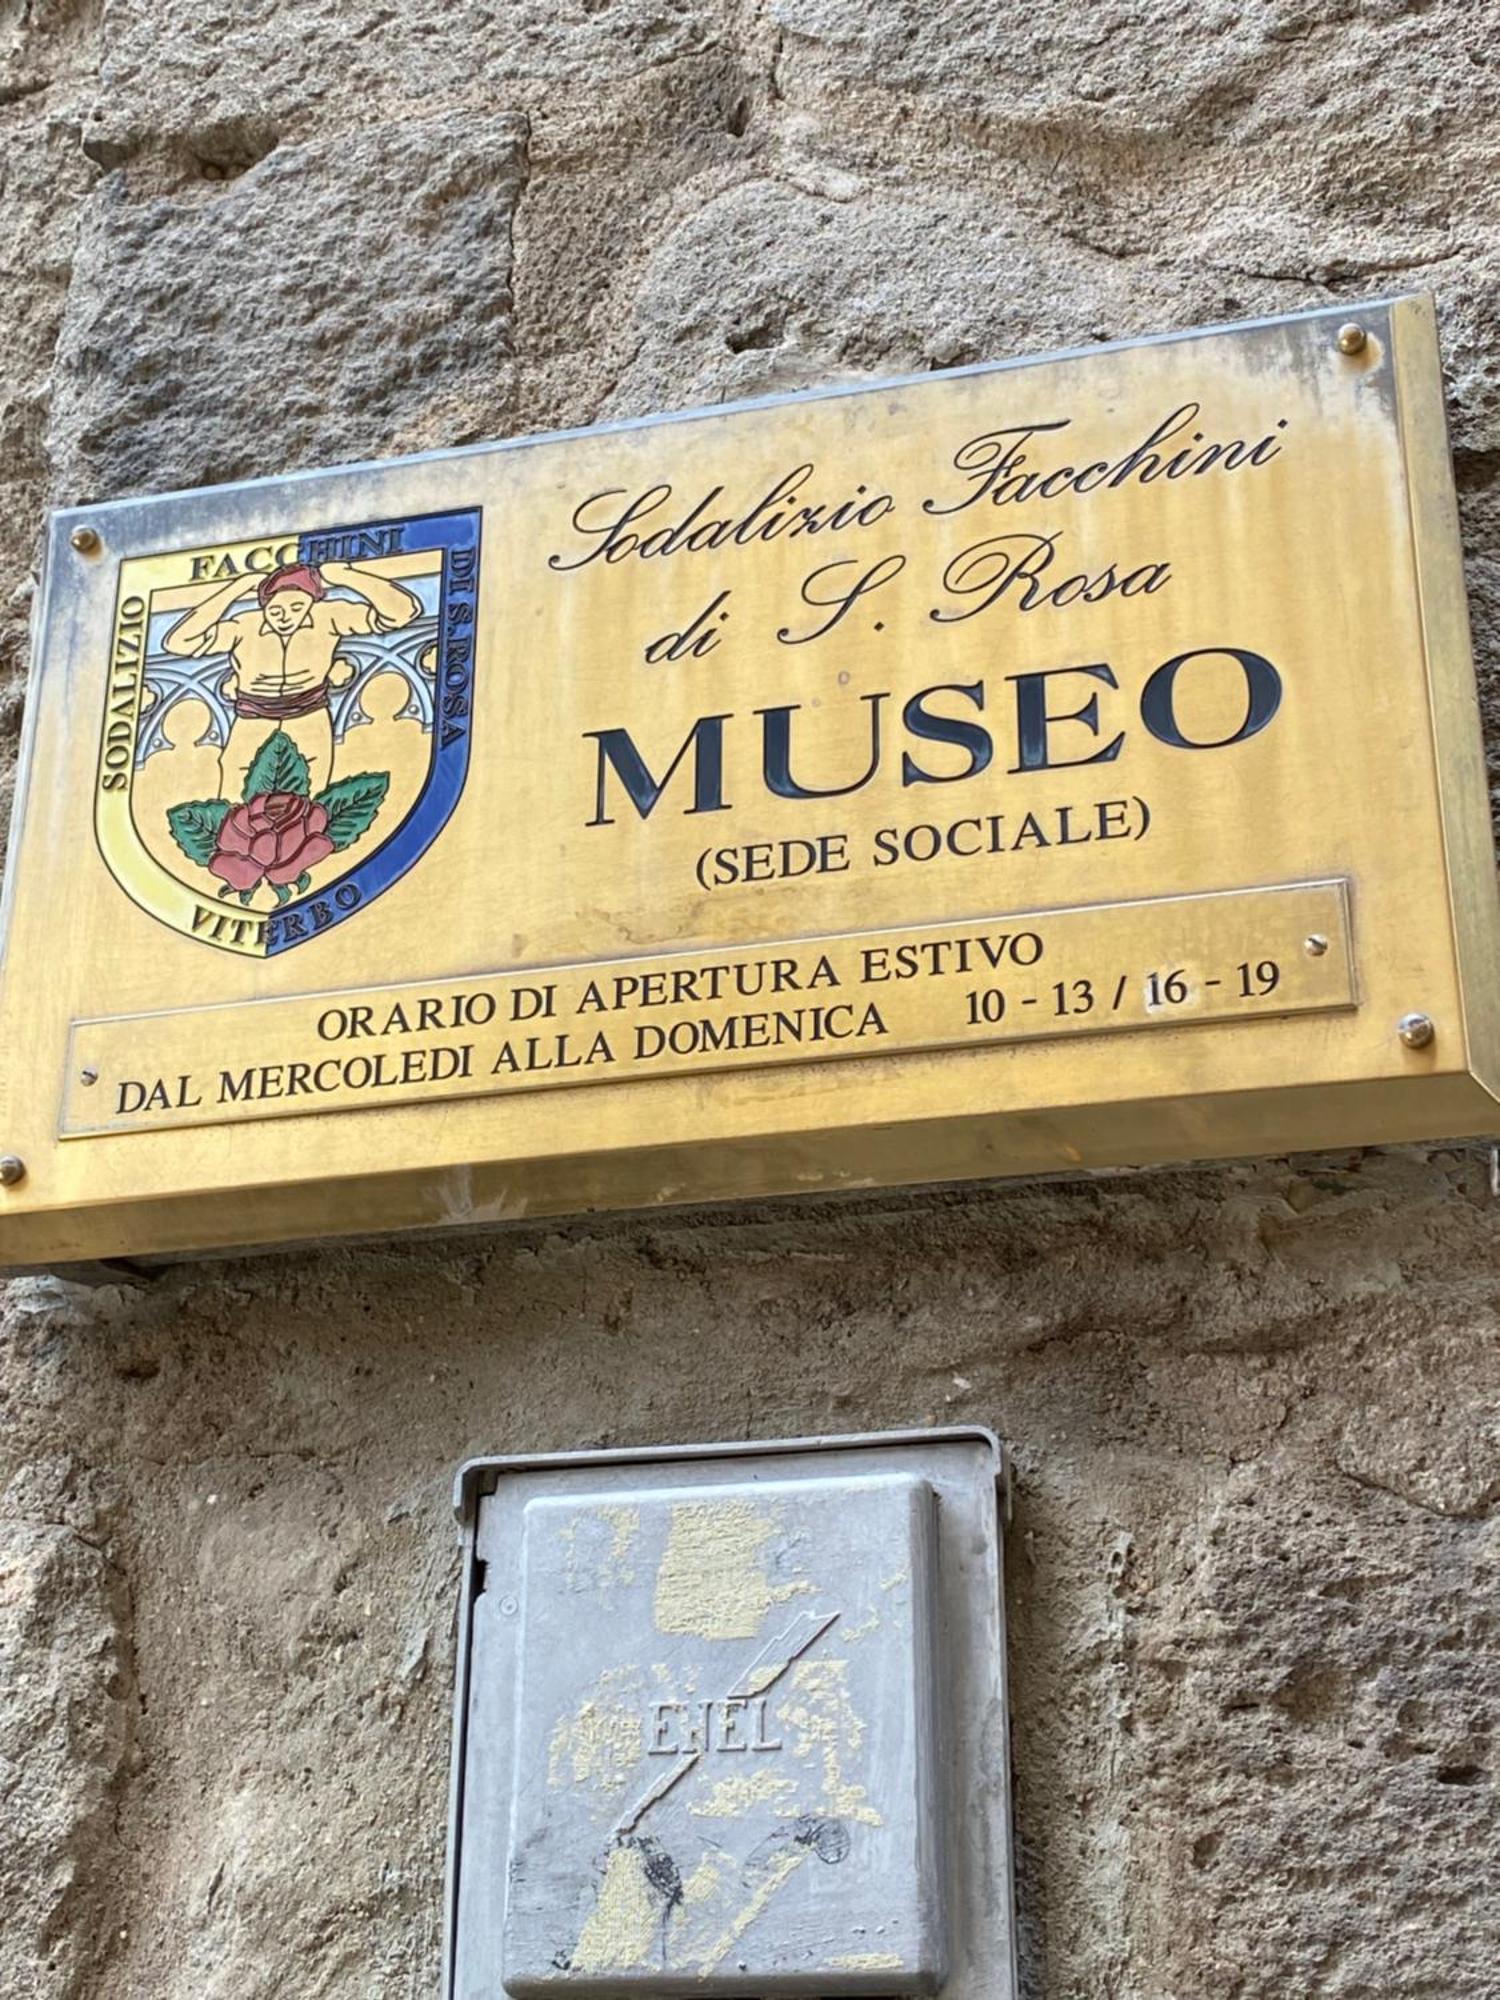 SODALIZIO FACCHINI DI S. ROSA
VITERBO
Sodalizio Facchini
di S. Rosa
MUSEO
(SEDE SOCIALE)
ORARIO DI APERTURA ESTIVO
DAL MERCOLEDI ALLA DOMENICA 10 - 13 / 16 - 19
ENEL